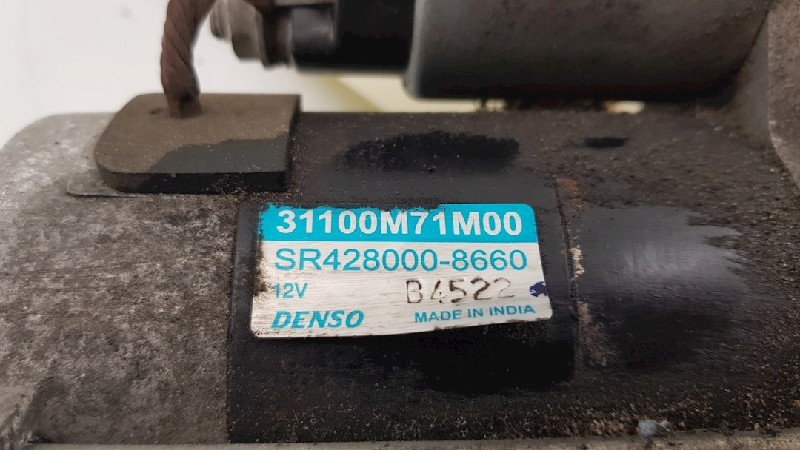 31100M71M00
SR428000-8660
12V B4522
DENSO MADE IN INDIA